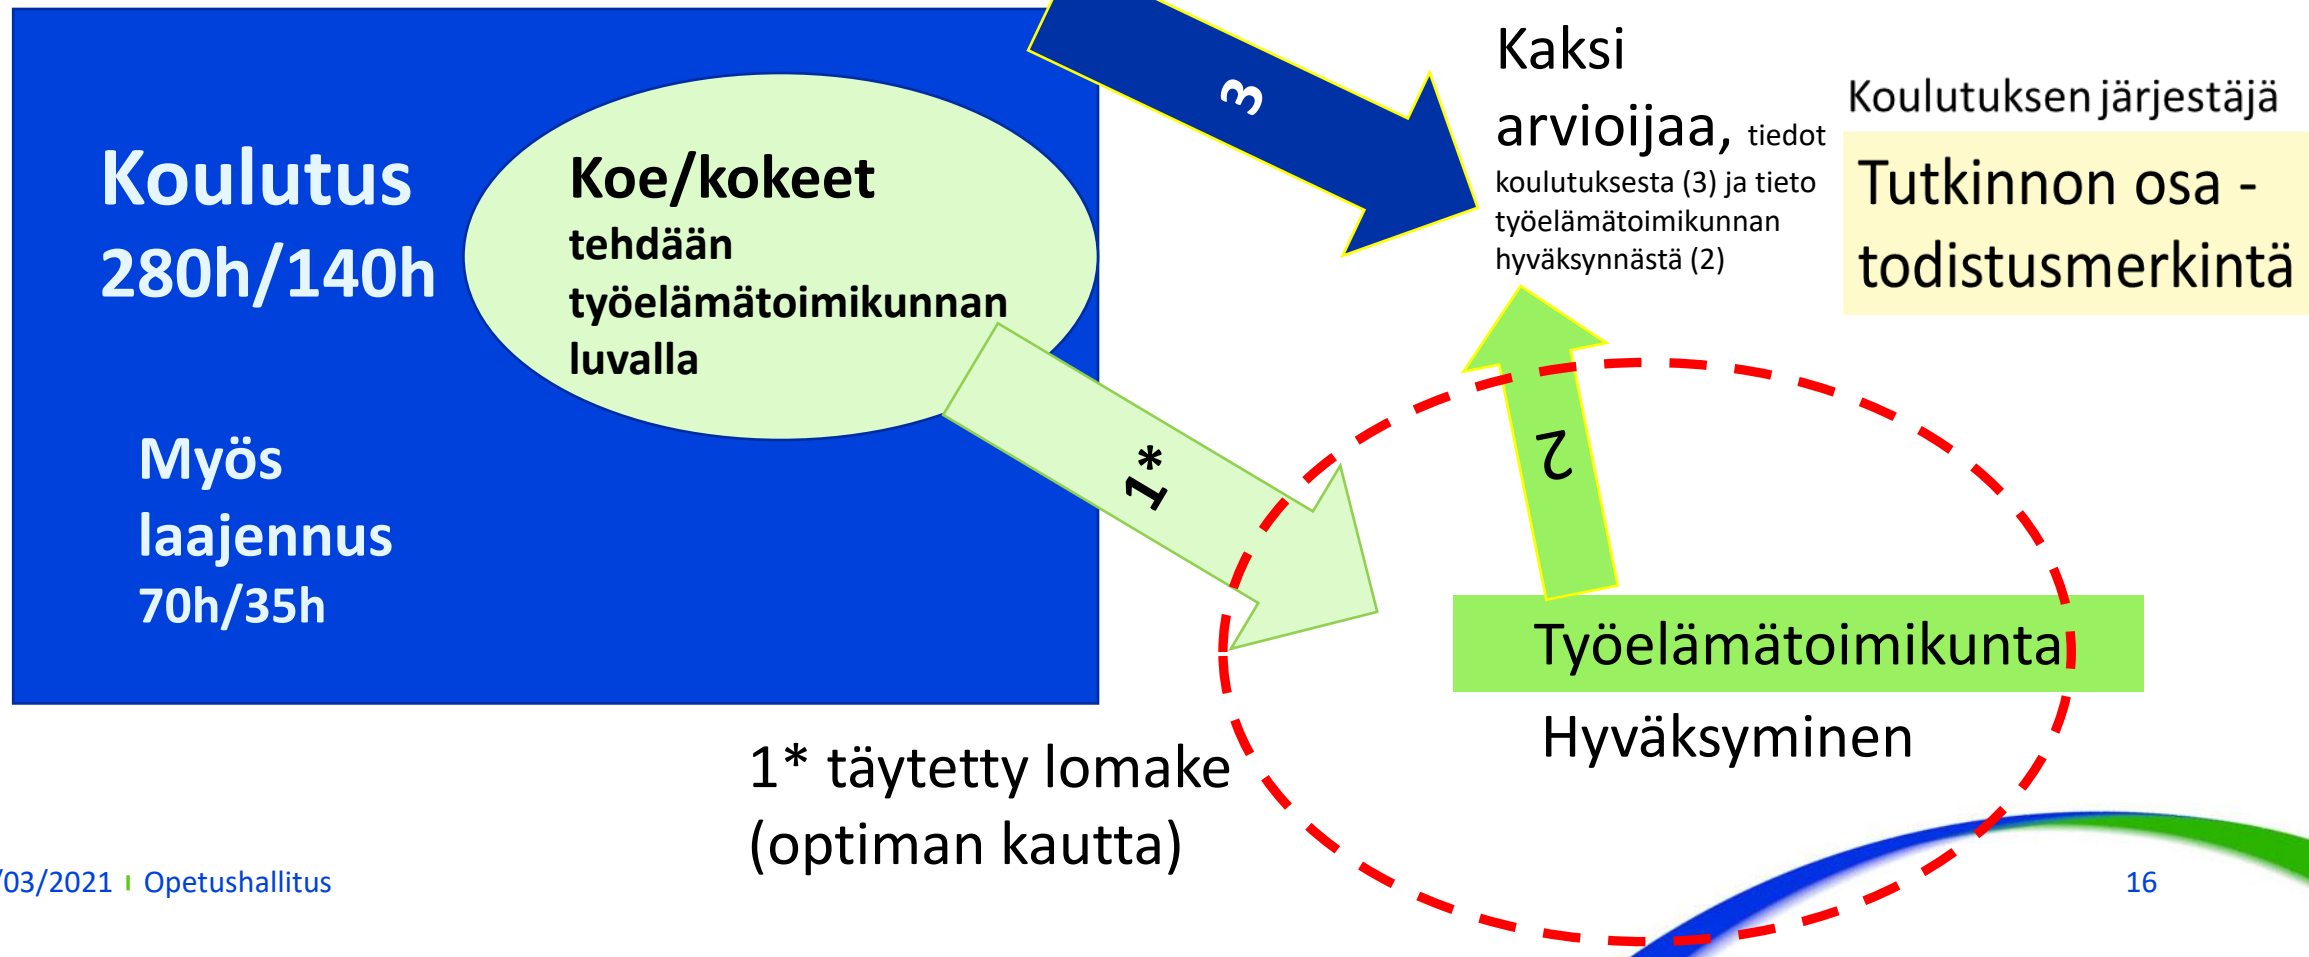 Koulutus
280h/140h
Myös
laajennus
70h/35h
Koe/kokeet
tehdään
työelämätoimikunnan
luvalla
3
1*
2
Kaksi
arvioijaa, tiedot
koulutuksesta (3) ja tieto
työelämätoimikunnan
hyväksynnästä (2)
Koulutuksen järjestäjä
Tutkinnon osa -
todistusmerkintä
Työelämätoimikunta
Hyväksyminen
1* täytetty lomake
(optiman kautta)
/03/2021 Opetushallitus
16